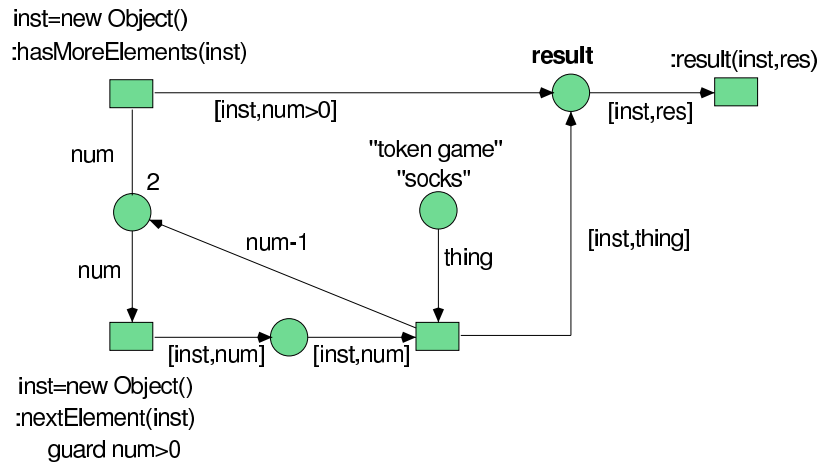 inst=new Object()
:hasMoreElements(inst)
result
:result(inst,res)
[inst,num>0]
[inst,res]
num
"token game"
"socks"
2
num-1
[inst,thing]
thing
num
[inst,num]
[inst,num]
inst=new Object()
:nextElement(inst)
guard num>0